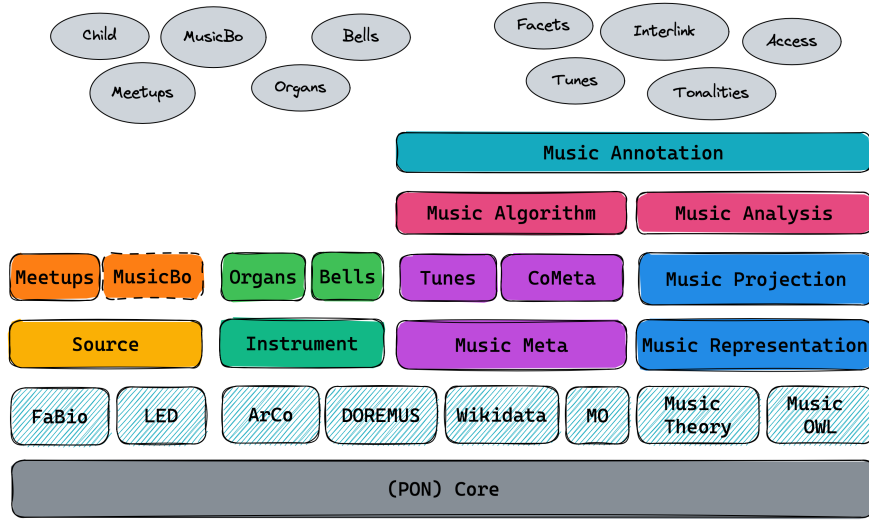 Child
MusicBo
Bells
Facets
Interlink
Access
Meetups
Organs
Tunes
Tonalities
Music Annotation
Music Algorithm
Music Analysis
Meetups
MusicBo
Organs
Bells
Tunes
CoMeta
Music Projection
Source
Instrument
Music Meta
Music Representation
FaBio
LED
ArCo
DOREMUS
Wikidata
MO
Music
Theory
Music
OWL
(PON) Core